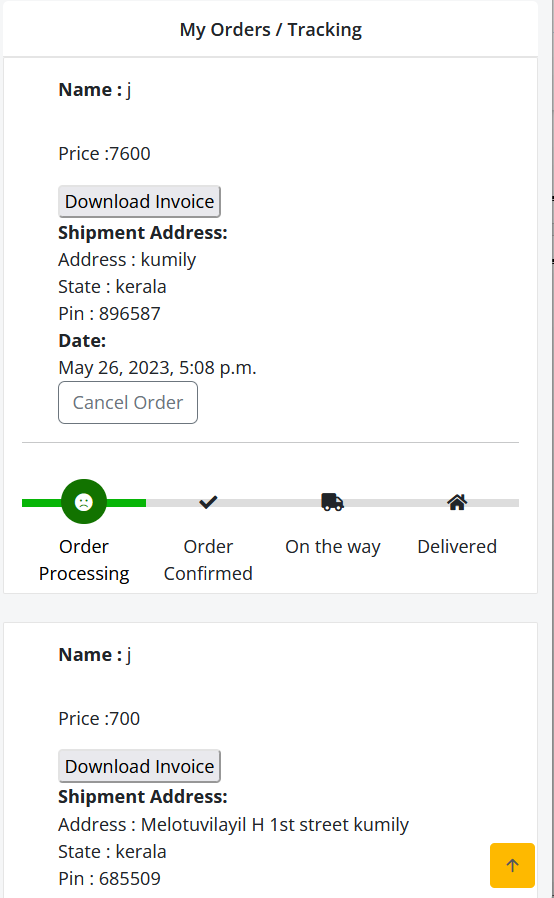 My Orders / Tracking
Name : j
Price :7600
Download Invoice
Shipment Address:
Address : kumily
State : kerala
Pin : 896587
Date:
May 26, 2023, 5:08 p.m.
Cancel Order
Order Processing
Order Confirmed
On the way
Delivered
Name : j
Price :700
Download Invoice
Shipment Address:
Address : Melotuvilayil H 1st street kumily
State : kerala
Pin : 685509